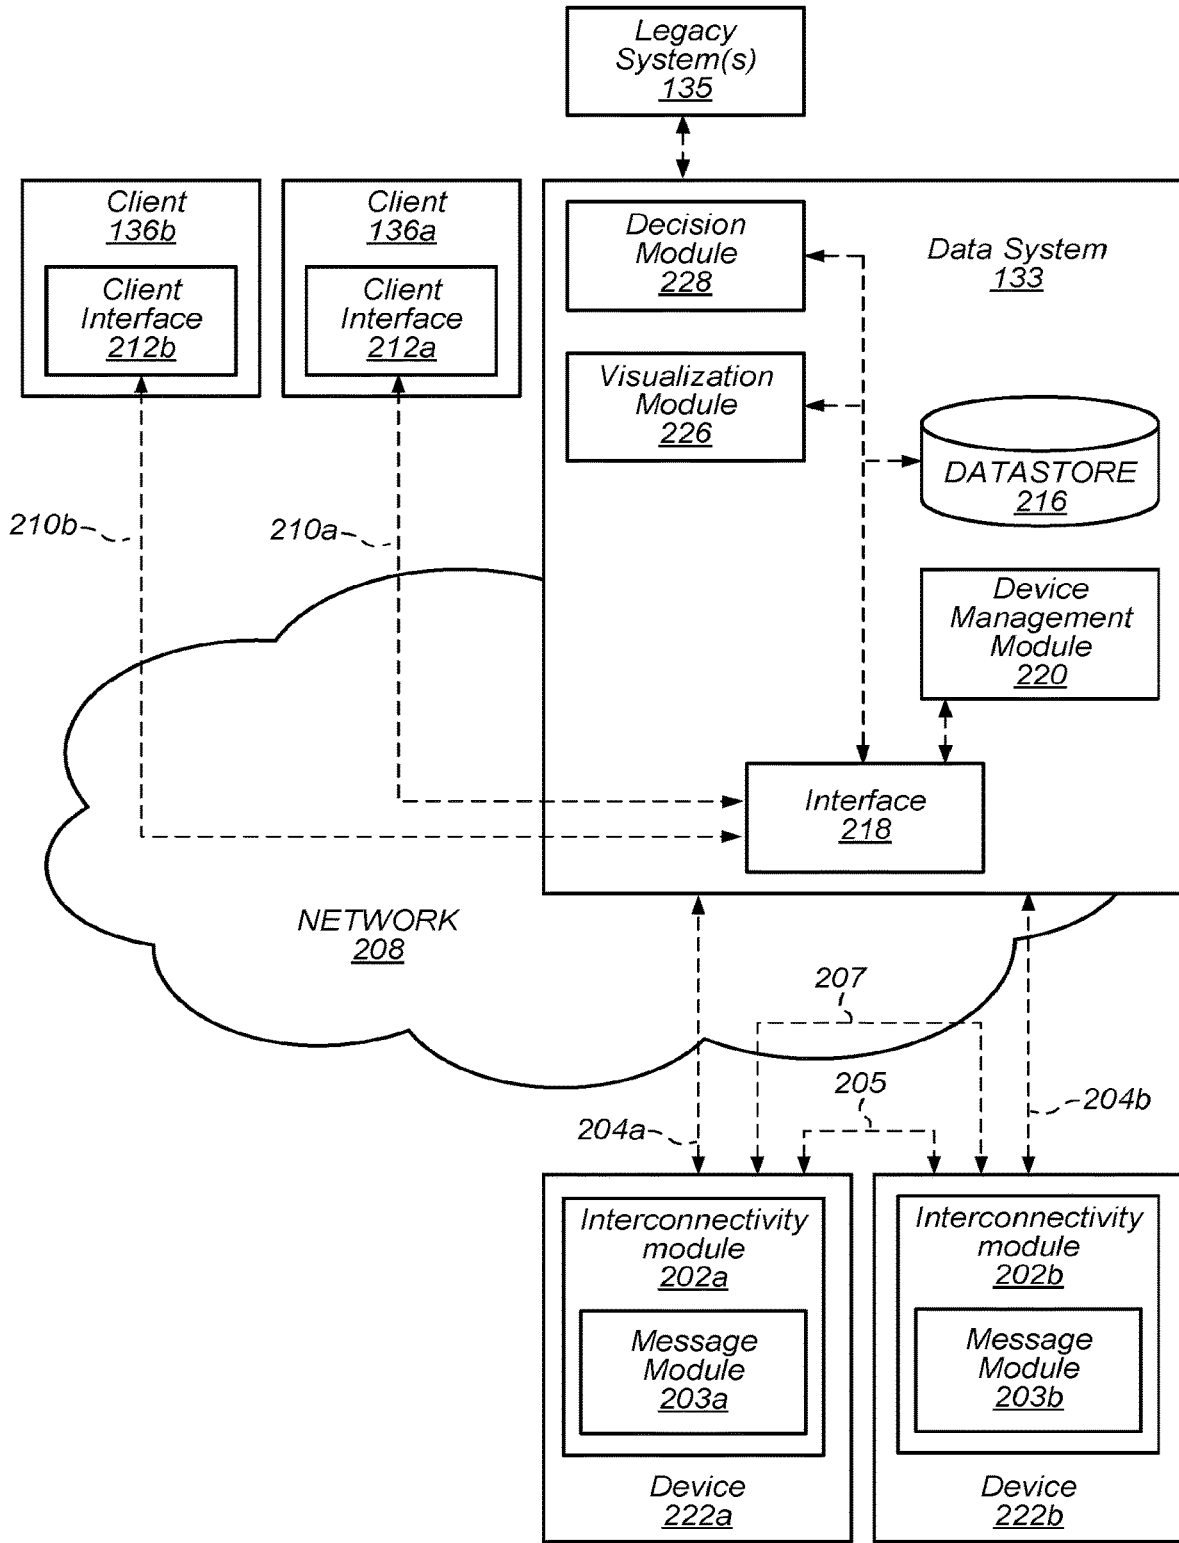 Legacy
System(s)
135
Client
136b
Client
Interface
212b
Client
136a
Client
Interface
212a
Decision
Module
228
Data System
133
Visualization
Module
226
DATASTORE
216
210b
210a
Device
Management
Module
220
Interface
218
NETWORK
208
207
205
204a
204b
Interconnectivity
module
202a
Message
Module
203a
Device
222a
Interconnectivity
module
202b
Message
Module
203b
Device
222b